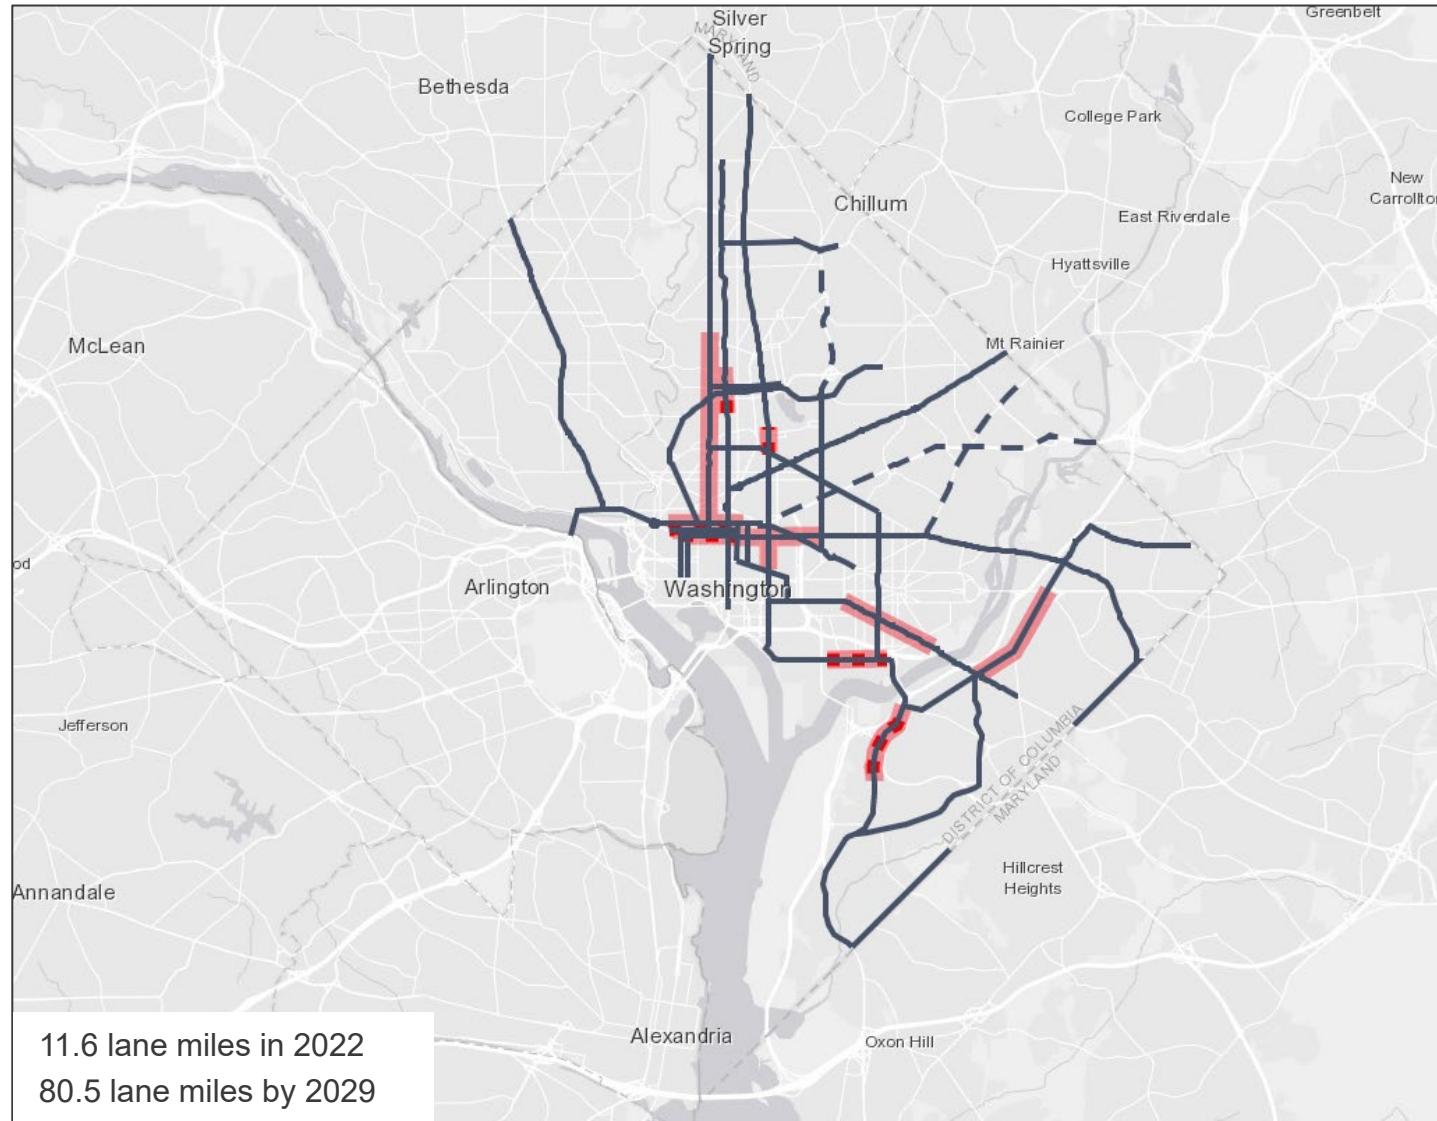 Silver
Spring
Greenbelt
MARYLAND
Bethesda
College Park
New
Carrollton
Chillum
East Riverdale
Hyattsville
McLean
Mt Rainier
od
Arlington
Washington
Jefferson
DISTRICT OF COLUMBIA
MARYLAND
Hillcrest
Heights
Annandale
Alexandria
Oxon Hill
11.6 lane miles in 2022
80.5 lane miles by 2029